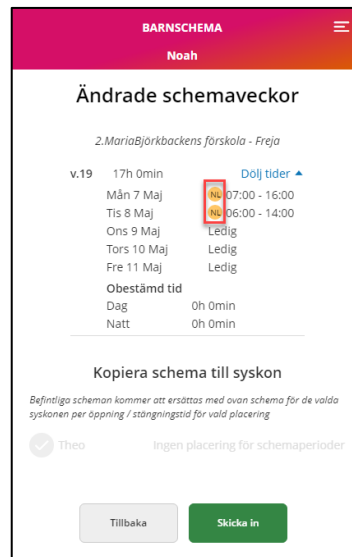 BARNSCHEMA
Noah
Ändrade schemaveckor
2.MariaBjörkbackens förskola - Freja
v.19 17h 0min Dölj tider
Mån 7 Maj NL 07:00 - 16:00
Tis 8 Maj NL 06:00 - 14:00
Ons 9 Maj Ledig
Tors 10 Maj Ledig
Fre 11 Maj Ledig
Obestämd tid
Dag 0h 0min
Natt 0h 0min
Kopiera schema till syskon
Befintliga scheman kommer att ersättas med ovan schema för de valda
syskonen per öppning / stängningstid för vald placering
Theo Ingen placering för schemaperioder
Tillbaka Skicka in